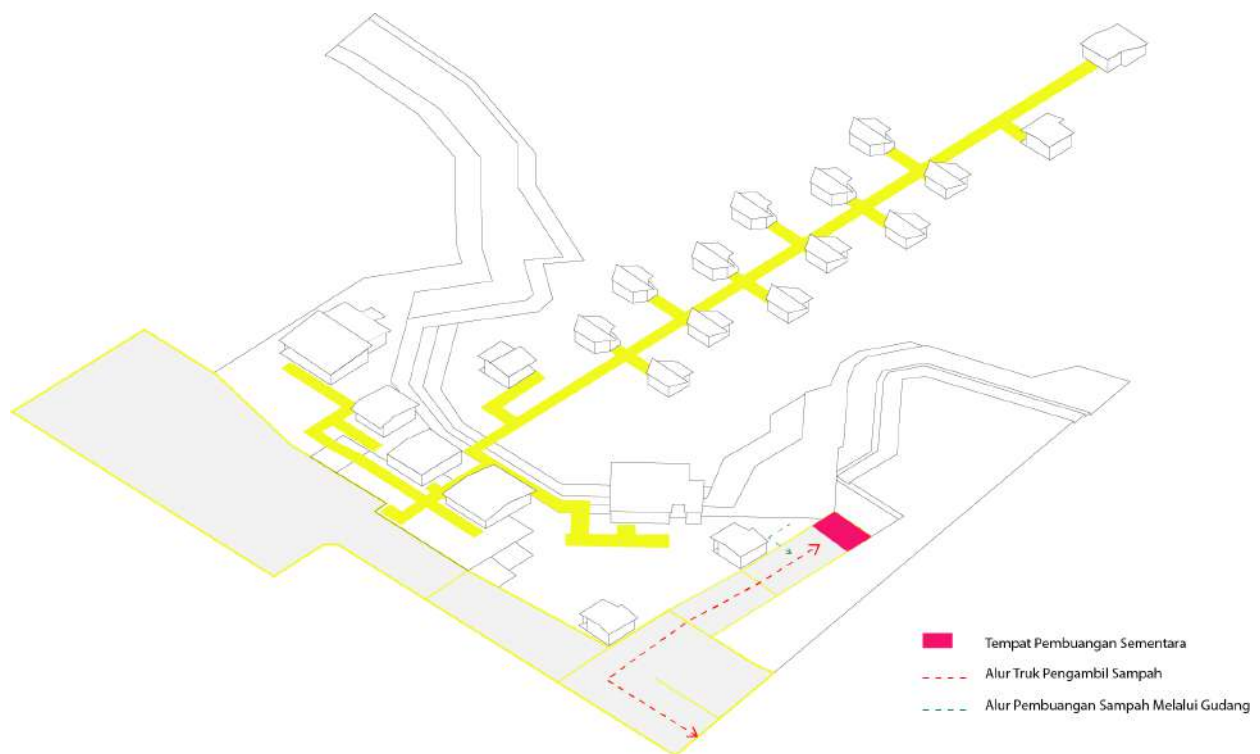 Tempat Pembuangan Sementara
Alur Truk Pengambil Sampah
Alur Pembuangan Sampah Melalui Gudang